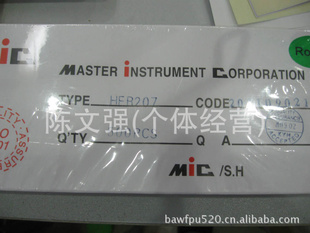 MIC
Ro
MASTER INSTRUMENT CORPORATION
TYPE HER207 CODE
陈文强(个体经营)
Q'TY PCS Q A
MIC /S.H
bawfpu520.cn.alibaba.com